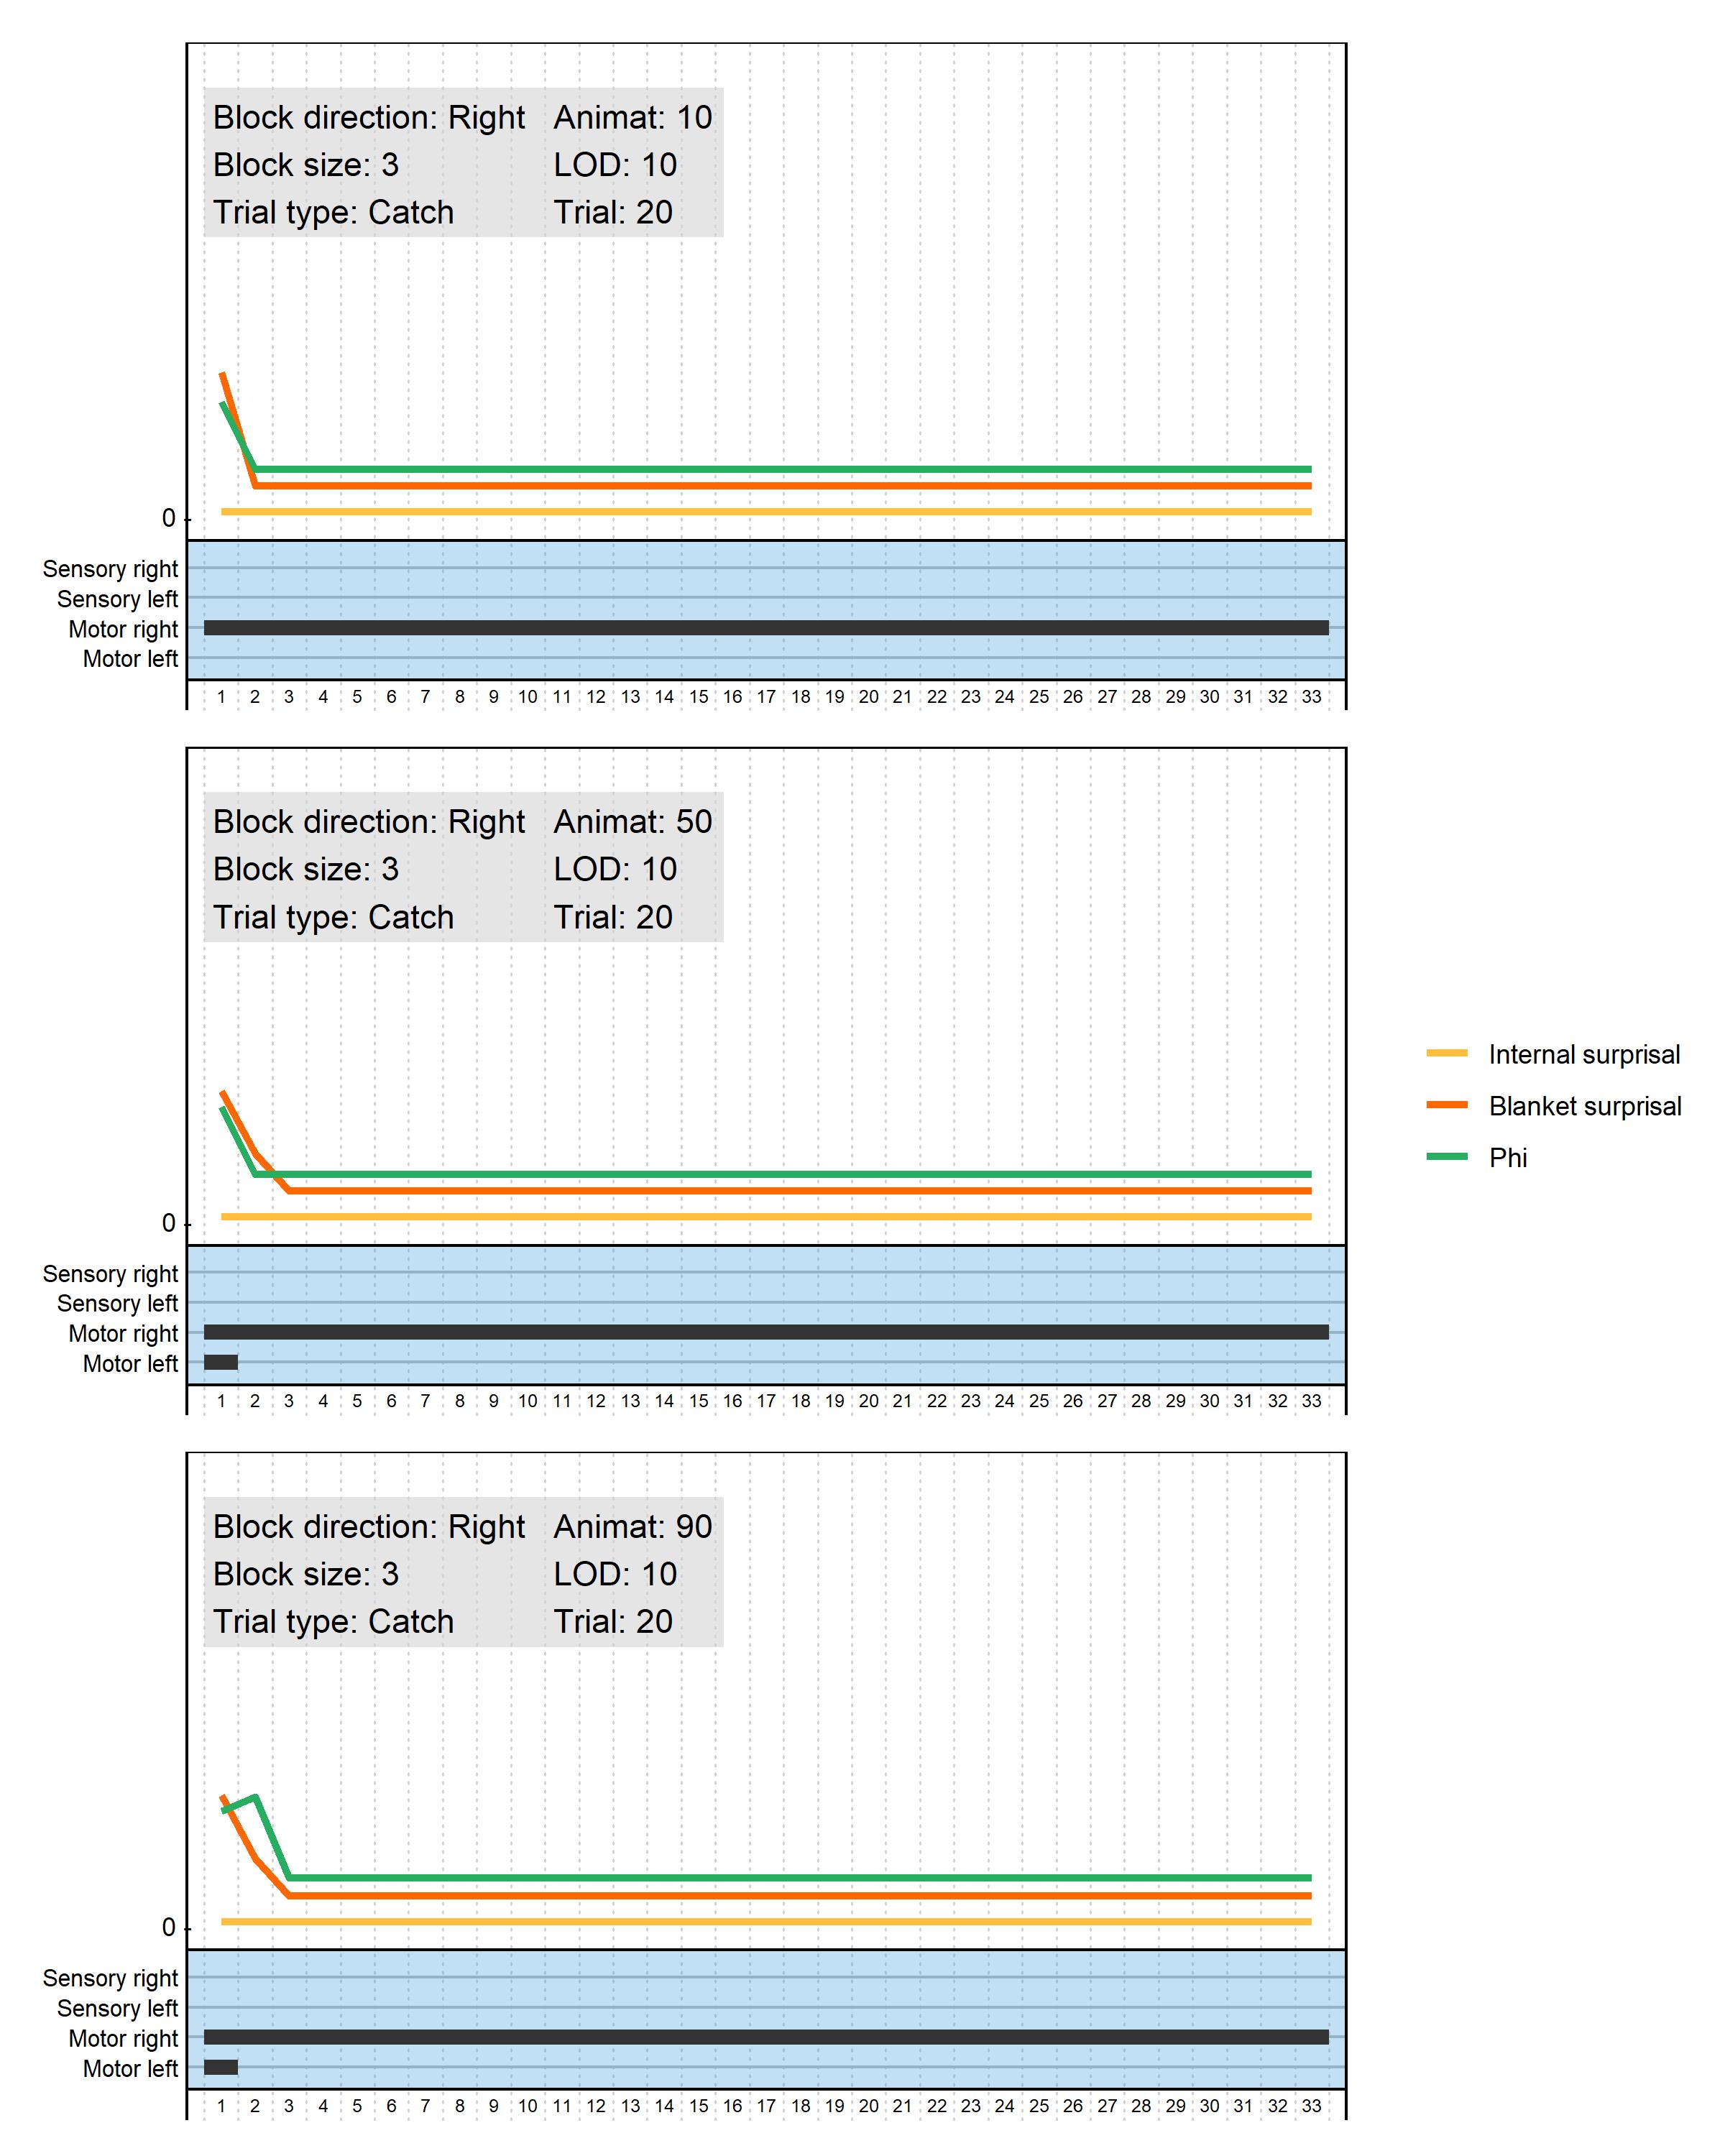 Block direction: Right Animat: 10
Block size: 3 LOD: 10
Trial type: Catch Trial: 20
0
Sensory right
Sensory left
Motor right
Motor left
1 2 3 4 5 6 7 8 9 10 11 12 13 14 15 16 17 18 19 20 21 22 23 24 25 26 27 28 29 30 31 32 33
Block direction: Right Animat: 50
Block size: 3 LOD: 10
Trial type: Catch Trial: 20
0
Sensory right
Sensory left
Motor right
Motor left
1 2 3 4 5 6 7 8 9 10 11 12 13 14 15 16 17 18 19 20 21 22 23 24 25 26 27 28 29 30 31 32 33
Block direction: Right Animat: 90
Block size: 3 LOD: 10
Trial type: Catch Trial: 20
0
Sensory right
Sensory left
Motor right
Motor left
1 2 3 4 5 6 7 8 9 10 11 12 13 14 15 16 17 18 19 20 21 22 23 24 25 26 27 28 29 30 31 32 33
Internal surprisal
Blanket surprisal
Phi